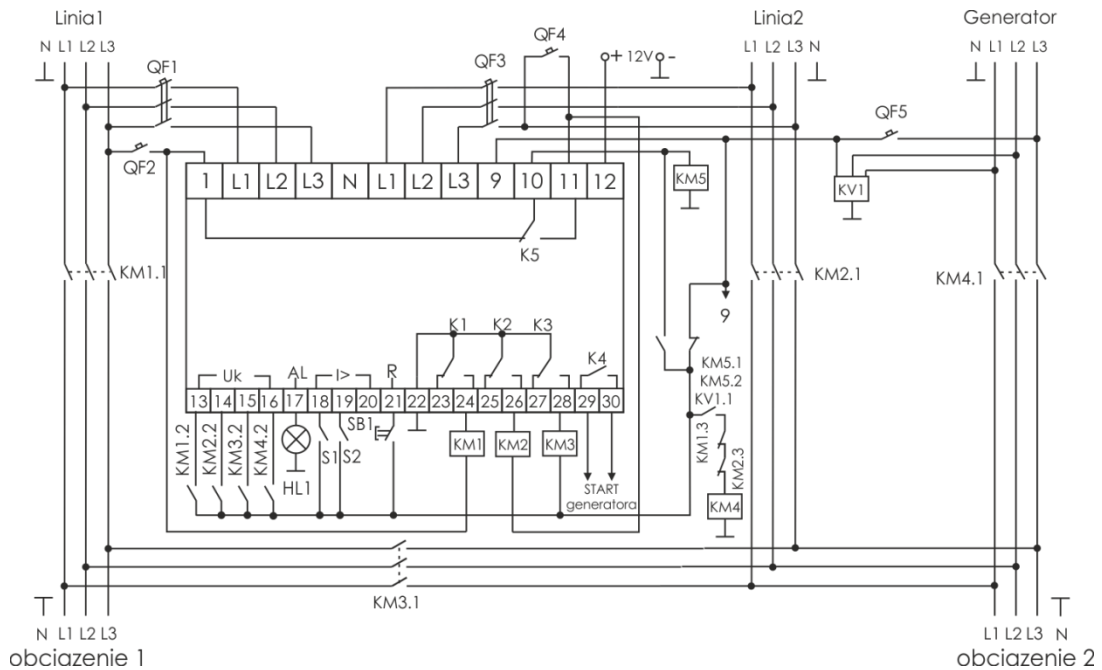 Linia1
Linia2
Generator
N L1 L2 L3
L1 L2 L3 N
N L1 L2 L3
QF1
QF3
QF4
+ 12V -
QF5
QF2
1 L1 L2 L3 N L1 L2 L3 9 10 11 12
KM5
KV1
K5
KM1.1
KM2.1
KM4.1
9
K1 K2 K3
K4
Uk
AL
I>
R
KM5.1
KM5.2
KV1.1
13 14 15 16 17 18 19 20 21 22 23 24 25 26 27 28 29 30
KM1.2
KM2.2
KM3.2
KM4.2
HL1
S1
S2
SB1
KM1
KM2
KM3
START
generatora
KM1.3
KM2.3
KM4
KM3.1
N L1 L2 L3
L1 L2 L3 N
obciazenie 1
obciazenie 2